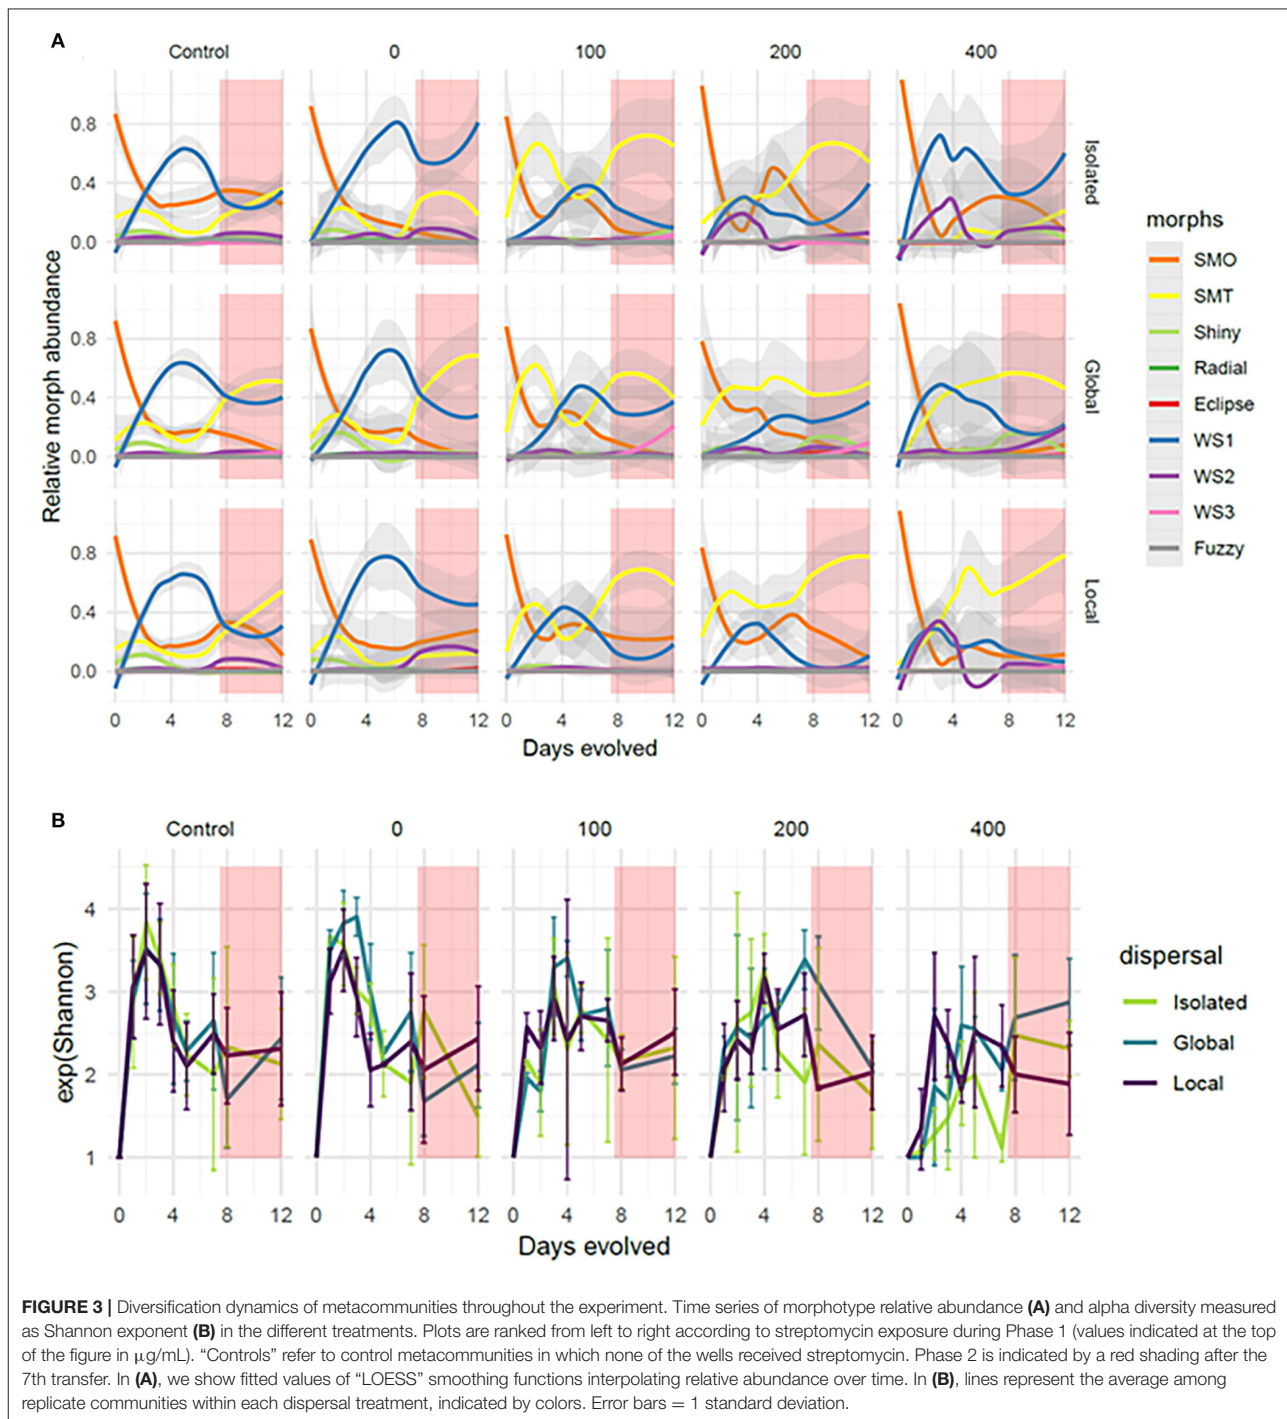 A
Control 0 100 200 400
0.8
0.4
0.0
Isolated
0.8
0.4
0.0
Global
0.8
0.4
0.0
Local
Relative morph abundance
0 4 8 12 0 4 8 12 0 4 8 12 0 4 8 12 0 4 8 12
Days evolved
morphs
SMO
SMT
Shiny
Radial
Eclipse
WS1
WS2
WS3
Fuzzy
B
Control 0 100 200 400
4
3
2
1
exp(Shannon)
0 4 8 12 0 4 8 12 0 4 8 12 0 4 8 12 0 4 8 12
Days evolved
dispersal
Isolated
Global
Local
FIGURE 3 | Diversification dynamics of metacommunities throughout the experiment. Time series of morphotype relative abundance (A) and alpha diversity measured
as Shannon exponent (B) in the different treatments. Plots are ranked from left to right according to streptomycin exposure during Phase 1 (values indicated at the top
of the figure in μg/mL). “Controls” refer to control metacommunities in which none of the wells received streptomycin. Phase 2 is indicated by a red shading after the
7th transfer. In (A), we show fitted values of “LOESS” smoothing functions interpolating relative abundance over time. In (B), lines represent the average among
replicate communities within each dispersal treatment, indicated by colors. Error bars = 1 standard deviation.